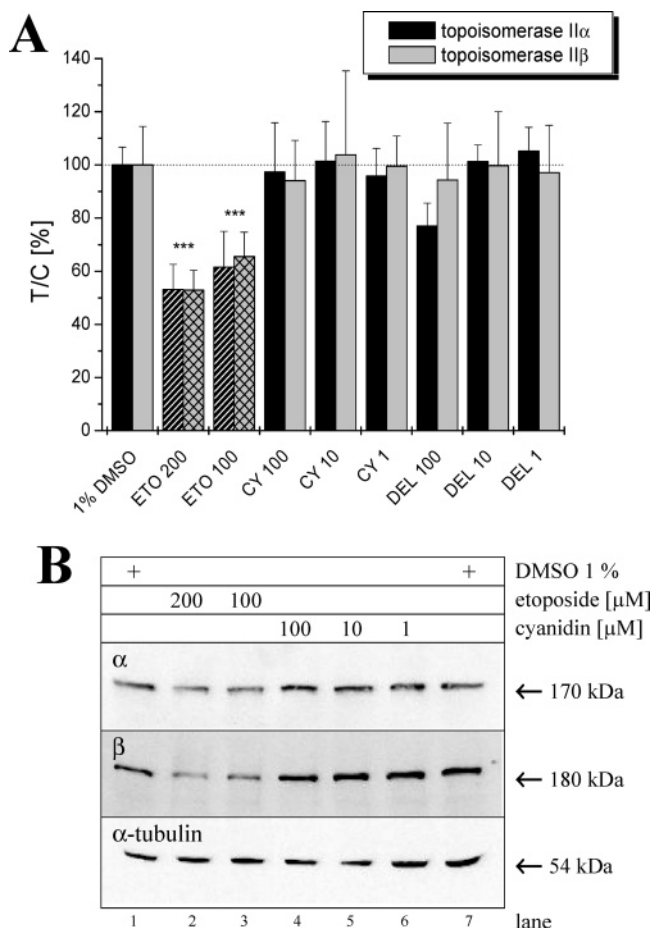 A
topoisomerase IIα
topoisomerase IIβ
140
120
100
80
60
40
20
0
T/C [%]
*** ***
1% DMSO ETO 200 ETO 100 CY 100 CY 10 CY 1 DEL 100 DEL 10 DEL 1
B
+ + DMSO 1 %
200 100 etoposide [µM]
100 10 1 cyanidin [µM]
α
← 170 kDa
β
← 180 kDa
α-tubulin
← 54 kDa
1 2 3 4 5 6 7 lane